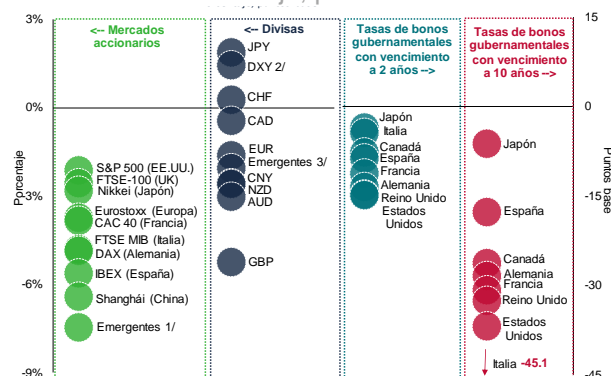 3%
0%
-3%
-6%
-9%
Porcentaje
<-- Mercados
accionarios
S&P 500 (EE.UU.)
FTSE-100 (UK)
Nikkei (Japón)
Eurostoxx (Europa)
CAC 40 (Francia)
FTSE MIB (Italia)
DAX (Alemania)
IBEX (España)
Shanghái (China)
Emergentes 1/
<-- Divisas
JPY
DXY 2/
CHF
CAD
EUR
Emergentes 3/
CNY
NZD
AUD
GBP
Tasas de bonos
gubernamentales
con vencimiento
a 2 años -->
Japón
Italia
Canadá
España
Francia
Alemania
Reino Unido
Estados
Unidos
Tasas de bonos
gubernamentales
con vencimiento
a 10 años -->
Japón
España
Canadá
Alemania
Francia
Reino Unido
Estados
Unidos
Italia -45.1
15
0
-15
-30
-45
Puntos base